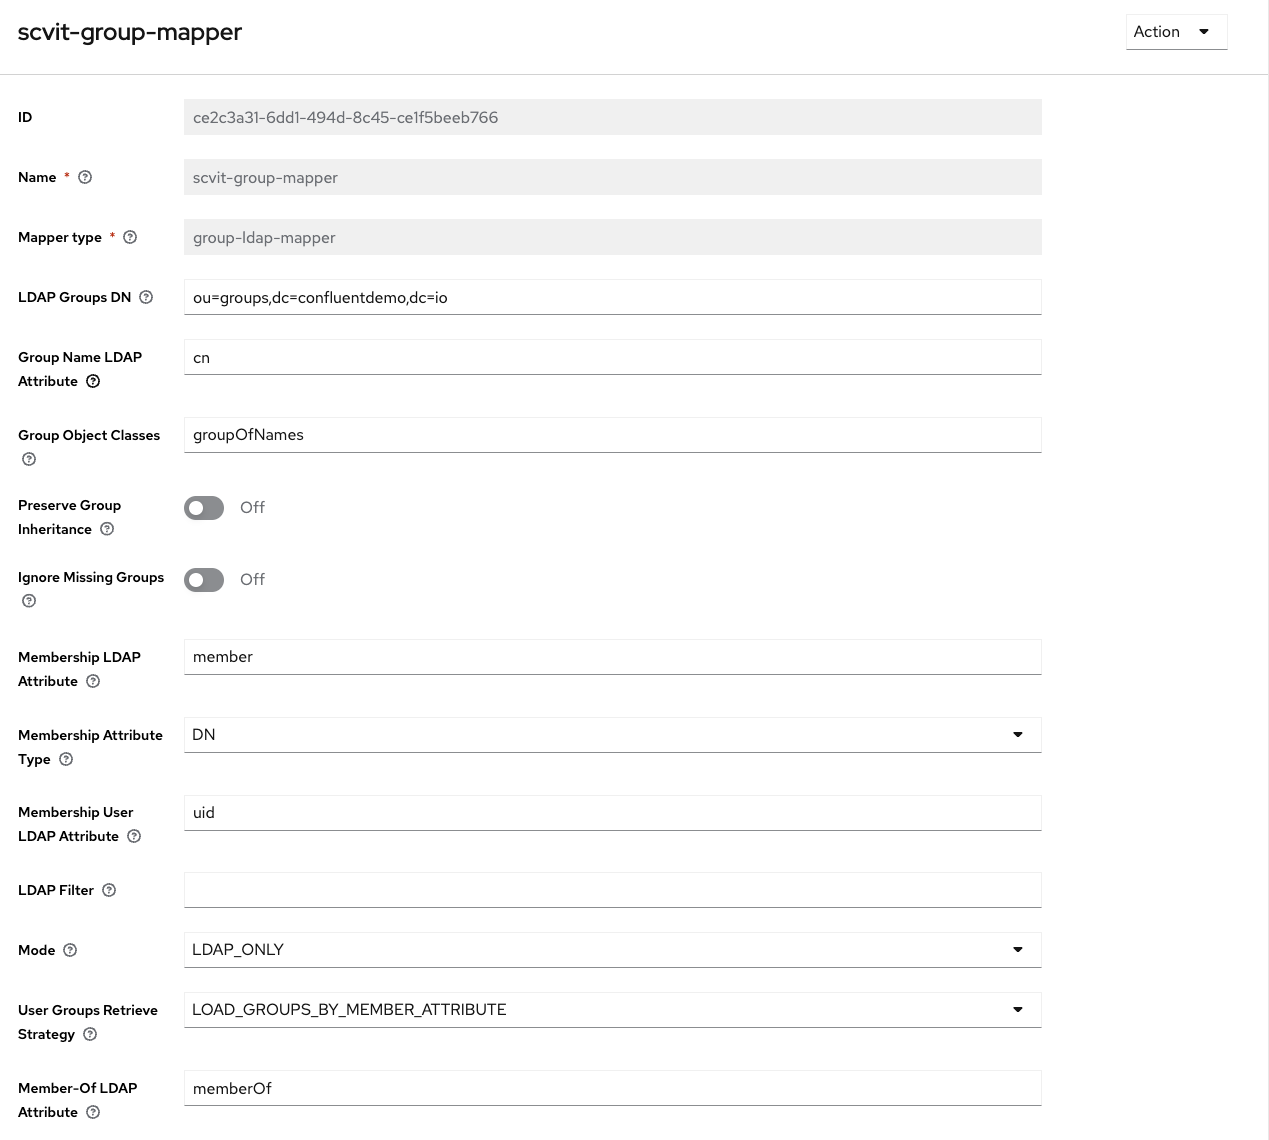 scvit-group-mapper
Action
ID
ce2c3a31-6dd1-494d-8c45-ce1f5beeb766
Name *
scvit-group-mapper
Mapper type *
group-ldap-mapper
LDAP Groups DN
ou=groups,dc=confluentdemo,dc=io
Group Name LDAP
Attribute
cn
Group Object Classes
groupOfNames
Preserve Group
Inheritance
Off
Ignore Missing Groups
Off
Membership LDAP
Attribute
member
Membership Attribute
Type
DN
Membership User
LDAP Attribute
uid
LDAP Filter
Mode
LDAP_ONLY
User Groups Retrieve
Strategy
LOAD_GROUPS_BY_MEMBER_ATTRIBUTE
Member-Of LDAP
Attribute
memberOf